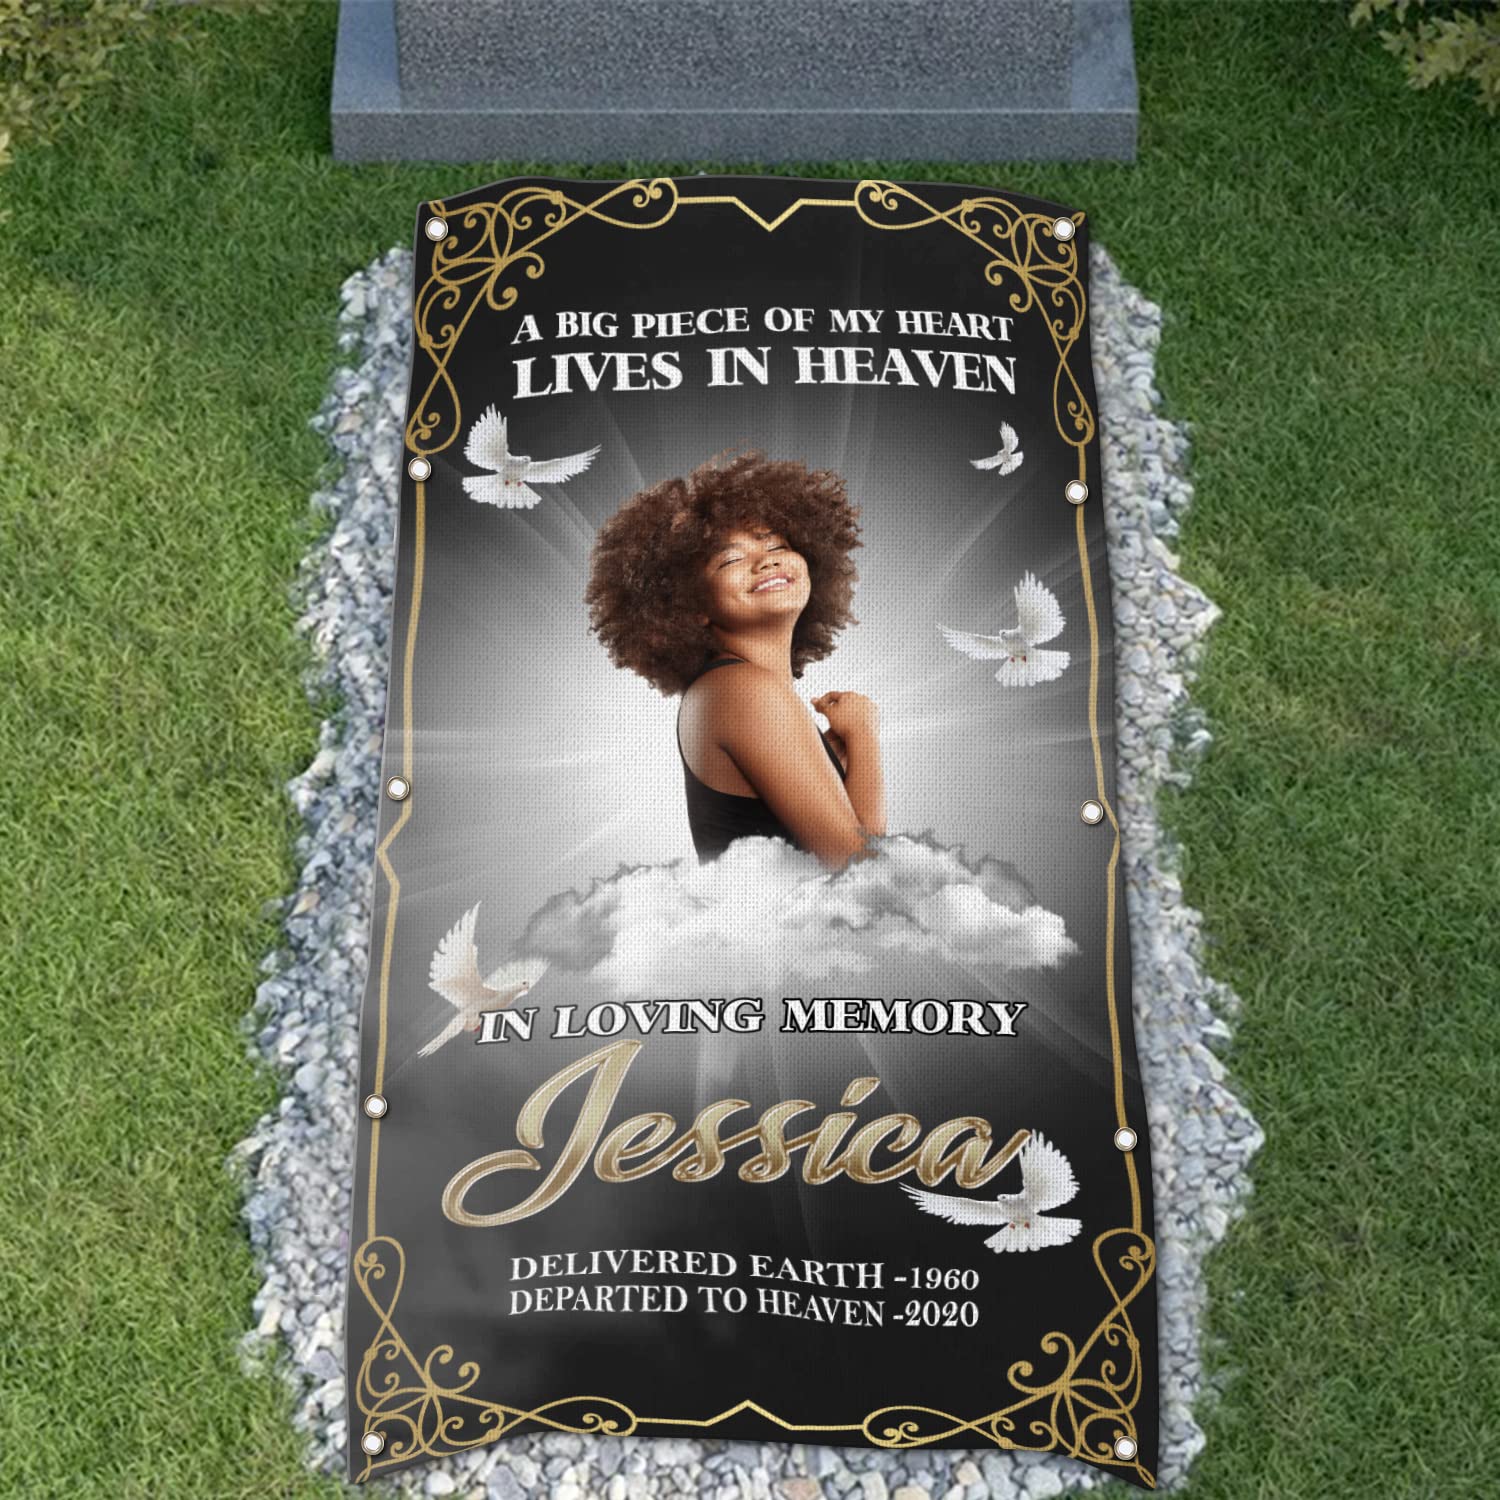 A BIG PIECE OF MY HEART
LIVES IN HEAVEN
IN LOVING MEMORY
Jessica
DELIVERED EARTH -1960
DEPARTED TO HEAVEN -2020